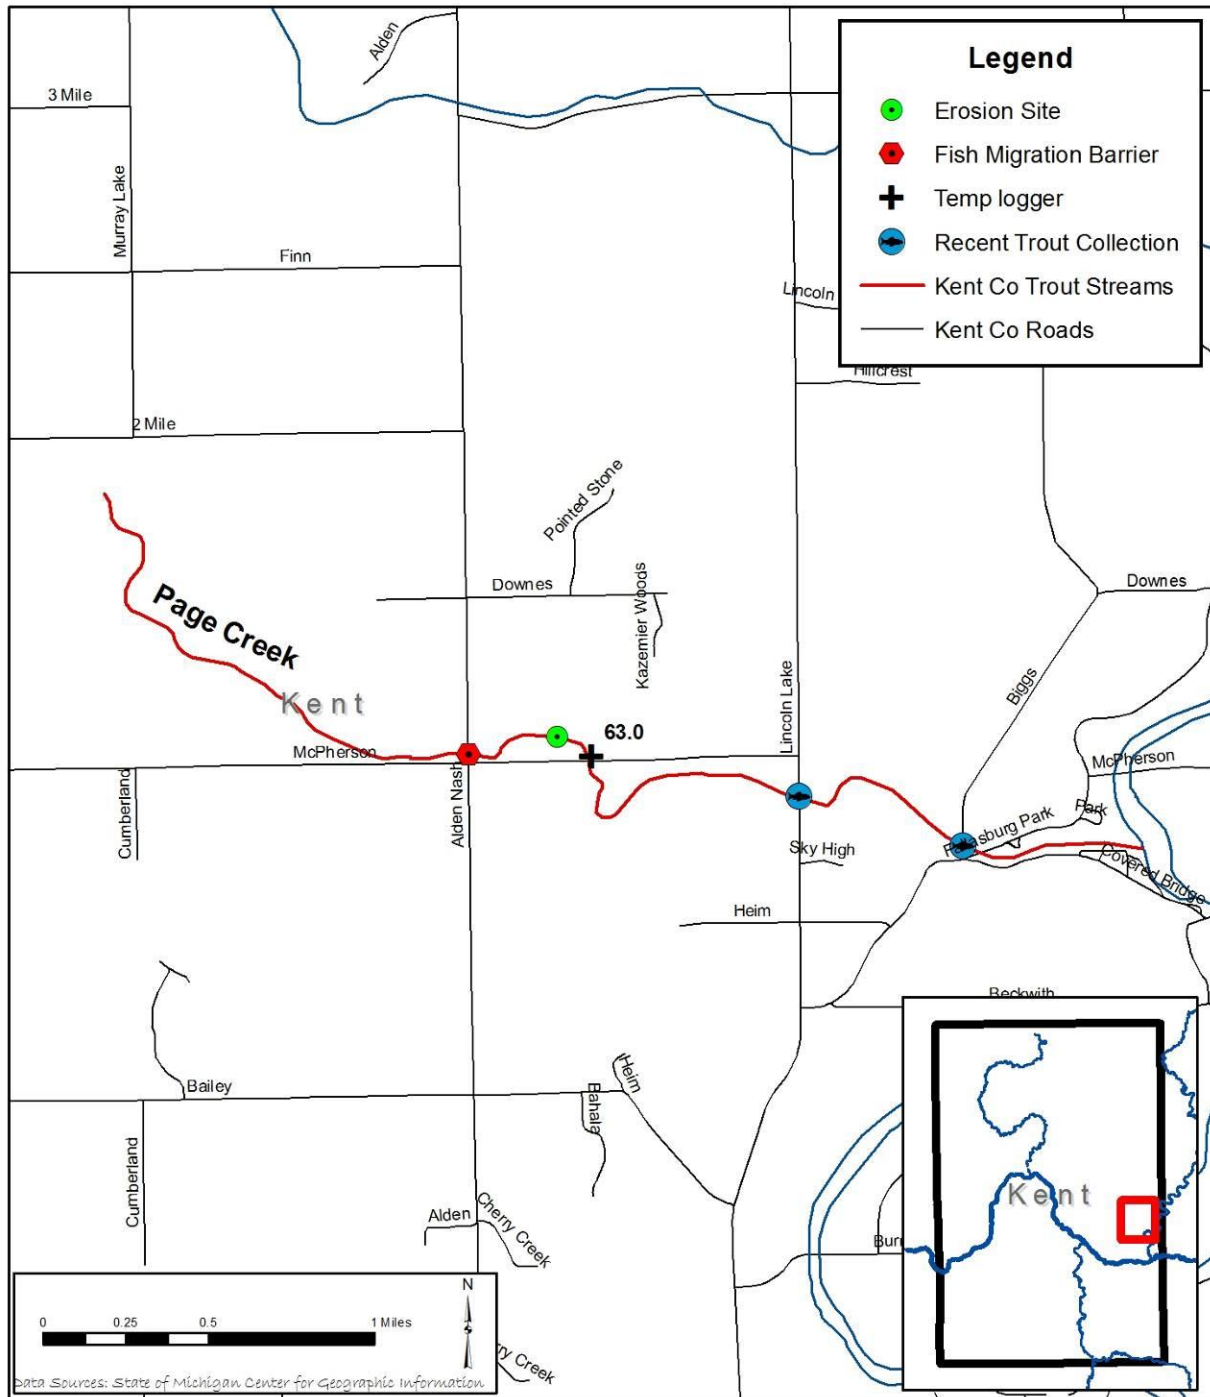 Alden
3 Mile
Murray Lake
Finn
2 Mile
Legend
Erosion Site
Fish Migration Barrier
Temp logger
Recent Trout Collection
Kent Co Trout Streams
Kent Co Roads
Lincoln
Hillcrest
Pointed Stone
Downes
Kazemier Woods
Downes
Page Creek
Kent
63.0
Lincoln Lake
Biggs
McPherson
McPherson
Cumberland
Alden Nash
Park
Park
Covered Bridge
Sky High
Heim
Beckwith
Bailey
Heim
Bahala
Cumberland
Alden
Cherry Creek
Kent
N
0 0.25 0.5 1 Miles
Creek
Data Sources: State of Michigan Center for Geographic Information